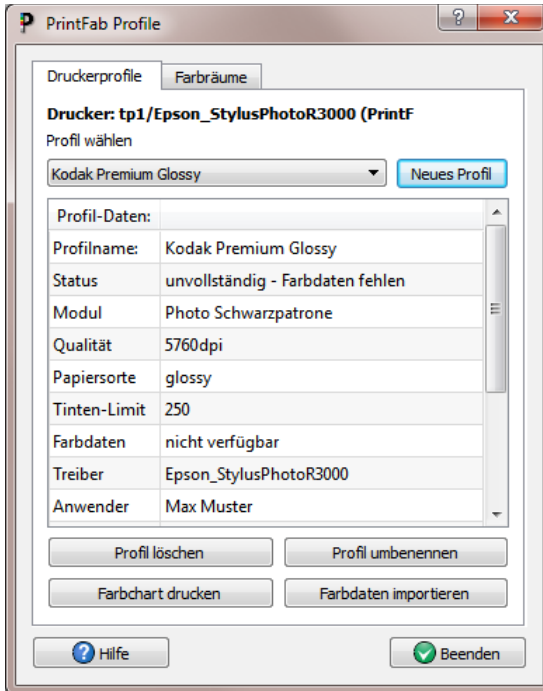 PrintFab Profile
Druckerprofile Farbräume
Drucker: tp1/Epson_StylusPhotoR3000 (PrintF
Profil wählen
Kodak Premium Glossy Neues Profil
Profil-Daten:
Profilname: Kodak Premium Glossy
Status unvollständig - Farbdaten fehlen
Modul Photo Schwarzpatrone
Qualität 5760dpi
Papiersorte glossy
Tinten-Limit 250
Farbdaten nicht verfügbar
Treiber Epson_StylusPhotoR3000
Anwender Max Muster
Profil löschen Profil umbenennen
Farbchart drucken Farbdaten importieren
Hilfe Beenden